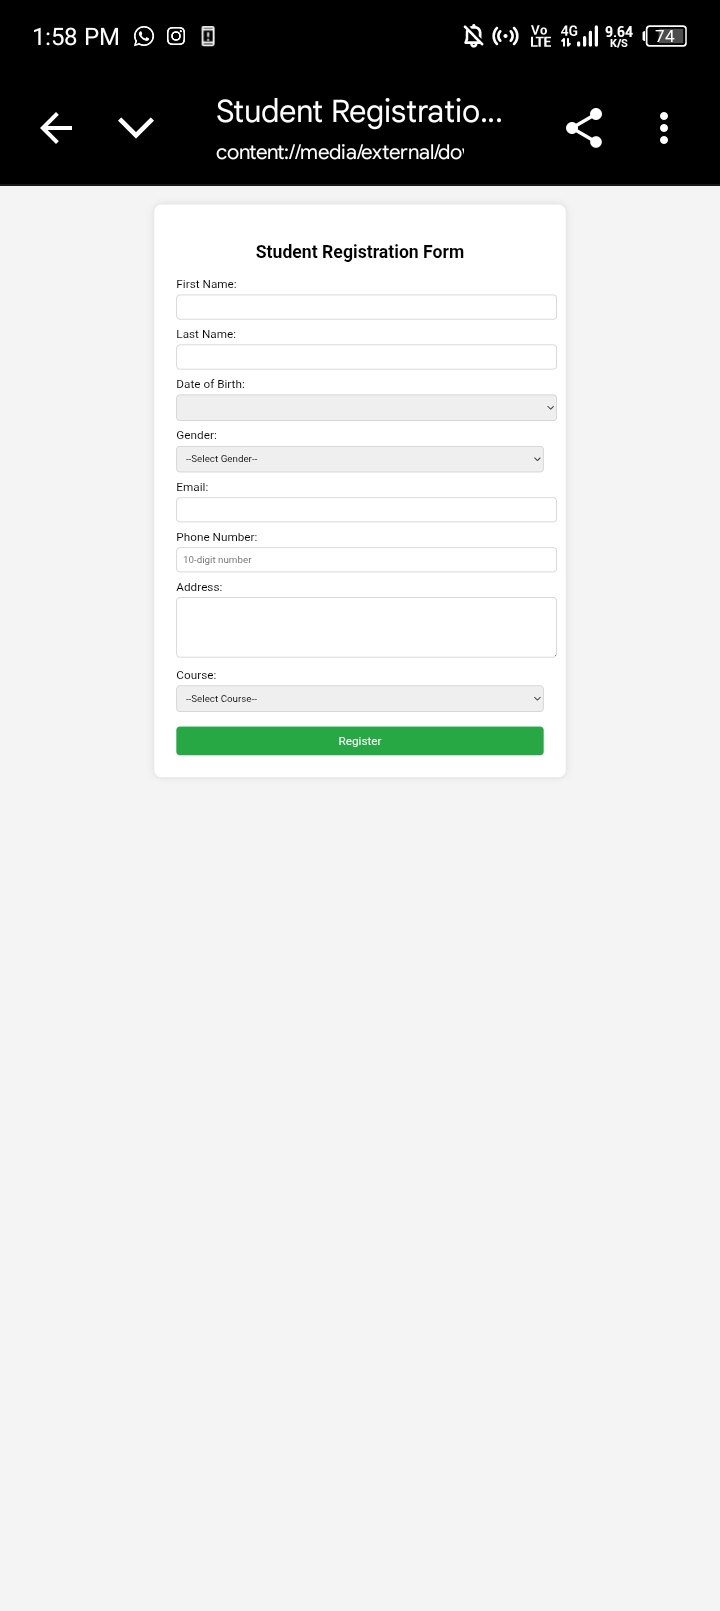 1:58 PM
Vo LTE 4G 9.64 K/S 74
Student Registratio...
content://media/external/do
Student Registration Form
First Name:
Last Name:
Date of Birth:
Gender:
--Select Gender--
Email:
Phone Number:
10-digit number
Address:
Course:
--Select Course--
Register